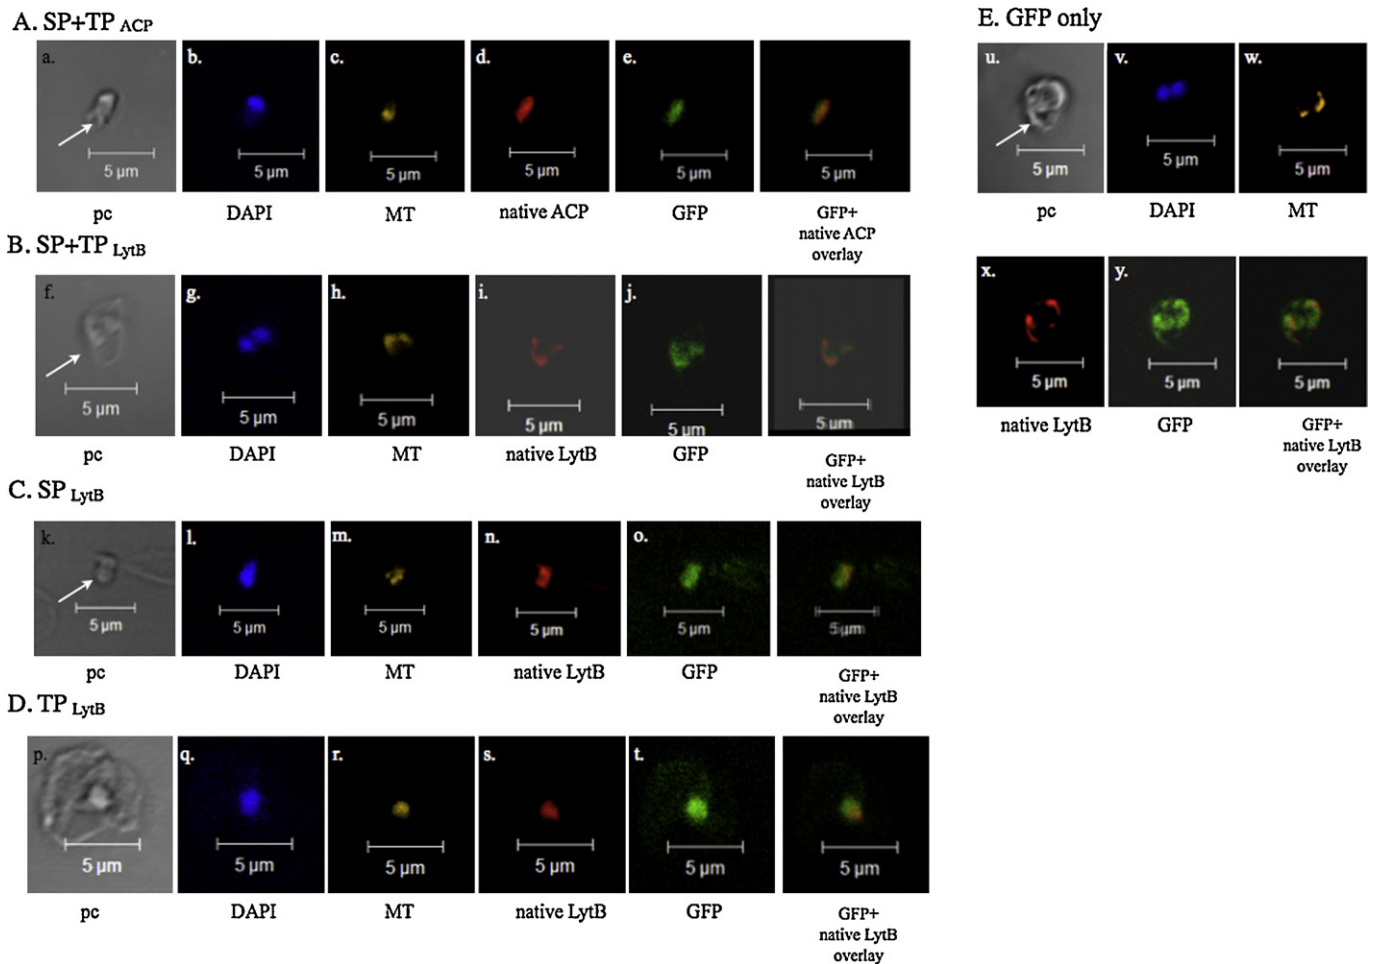 A. SP+TP ACP
a. b. c. d. e.
5 µm 5 µm 5 µm 5 µm 5 µm 5 µm
pc DAPI MT native ACP GFP GFP+
native ACP
overlay
B. SP+TP LytB
f. g. h. i. j.
5 µm 5 µm 5 µm 5 µm 5 µm 5 µm
pc DAPI MT native LytB GFP GFP+
native LytB
overlay
C. SP LytB
k. l. m. n. o.
5 µm 5 µm 5 µm 5 µm 5 µm 5 µm
pc DAPI MT native LytB GFP GFP+
native LytB
overlay
D. TP LytB
p. q. r. s. t.
5 µm 5 µm 5 µm 5 µm 5 µm 5 µm
pc DAPI MT native LytB GFP GFP+
native LytB
overlay
E. GFP only
u. v. w.
5 µm 5 µm 5 µm
pc DAPI MT
x. y.
5 µm 5 µm 5 µm
native LytB GFP GFP+
native LytB
overlay